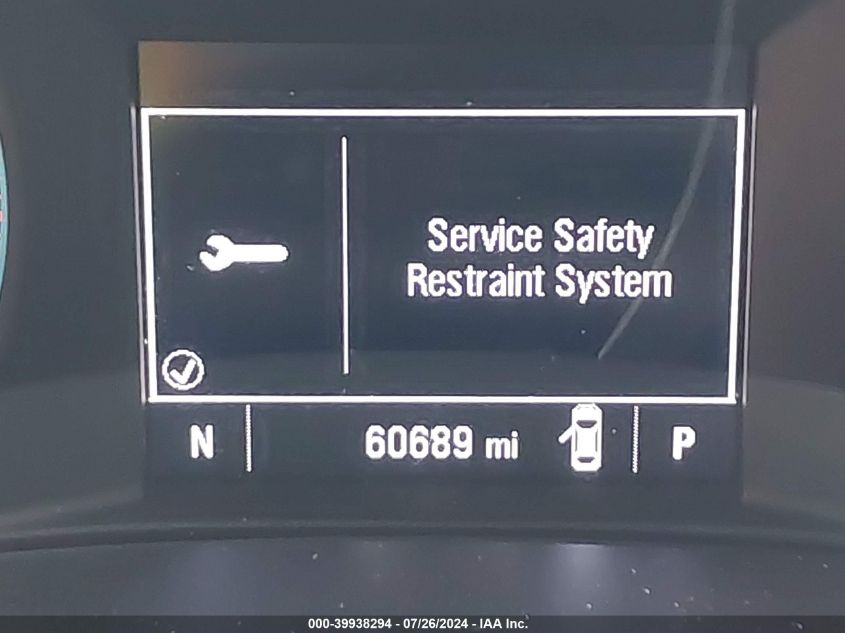 Service Safety
Restraint System
N 60689 mi P
000-39938294 - 07/26/2024 - IAA Inc.